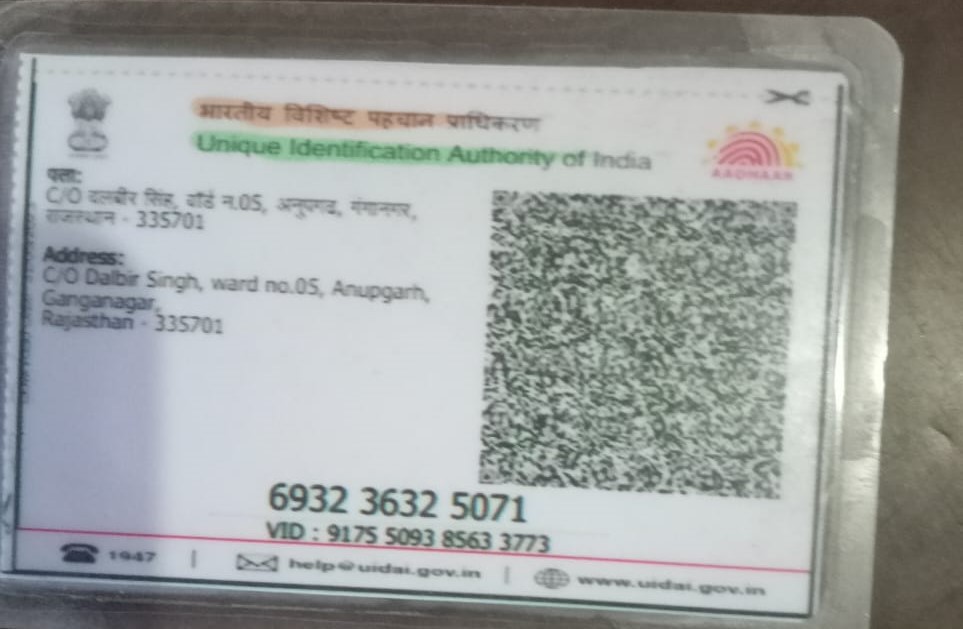 भारतीय विशिष्ट पहचान प्राधिकरण
Unique Identification Authority of India
AADHAAR
पता:
C/O दलबीर सिंह, वॉर्ड न.05, अनुपगढ, गंगानगर,
राजस्थान - 335701
Address:
C/O Dalbir Singh, ward no.05, Anupgarh,
Ganganagar,
Rajasthan - 335701
6932 3632 5071
VID : 9175 5093 8563 3773
1947 | help@uidai.gov.in | www.uidai.gov.in